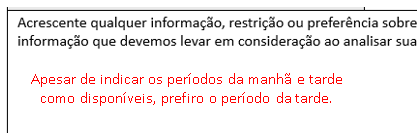 Acrescente qualquer informação, restrição ou preferência sobre
informação que devemos levar em consideração ao analisar sua
Apesar de indicar os períodos da manhã e tarde
como disponíveis, prefiro o período da tarde.